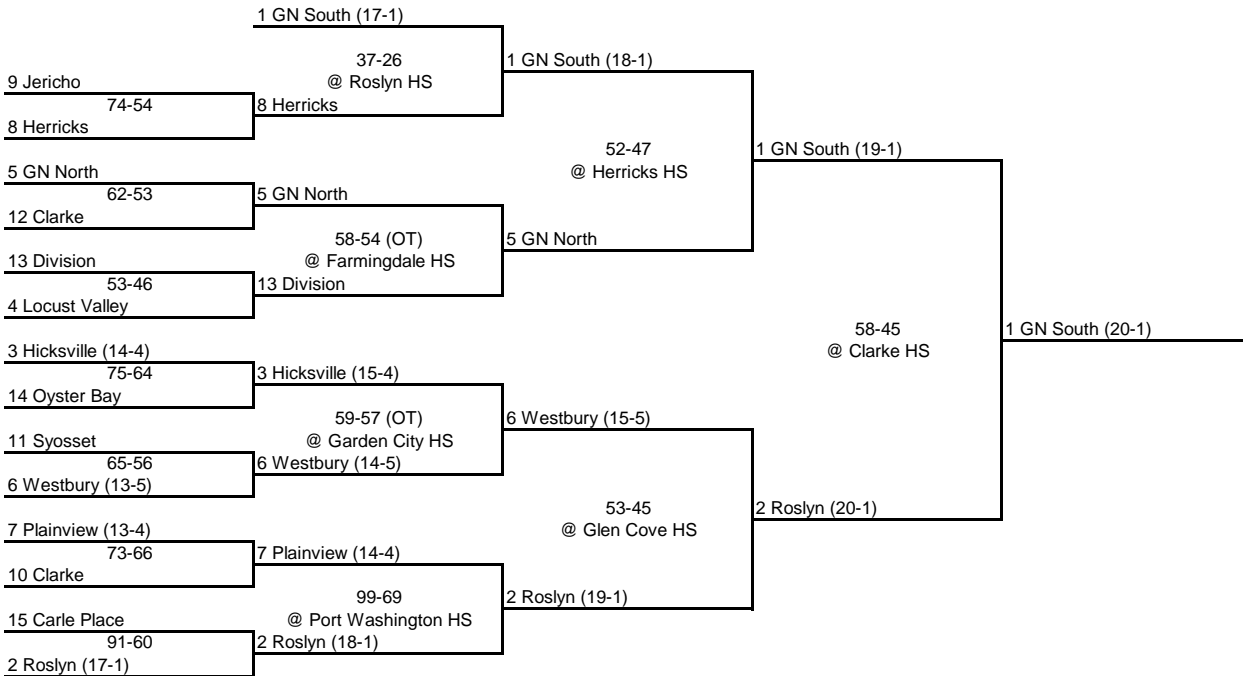 1 GN South (17-1)
37-26
@ Roslyn HS
1 GN South (18-1)
9 Jericho
74-54
8 Herricks
8 Herricks
52-47
@ Herricks HS
1 GN South (19-1)
5 GN North
62-53
5 GN North
12 Clarke
58-54 (OT)
@ Farmingdale HS
5 GN North
13 Division
53-46
13 Division
4 Locust Valley
58-45
@ Clarke HS
1 GN South (20-1)
3 Hicksville (14-4)
75-64
3 Hicksville (15-4)
14 Oyster Bay
59-57 (OT)
@ Garden City HS
6 Westbury (15-5)
11 Syosset
65-56
6 Westbury (14-5)
6 Westbury (13-5)
53-45
@ Glen Cove HS
2 Roslyn (20-1)
7 Plainview (13-4)
73-66
7 Plainview (14-4)
10 Clarke
99-69
@ Port Washington HS
2 Roslyn (19-1)
15 Carle Place
91-60
2 Roslyn (18-1)
2 Roslyn (17-1)